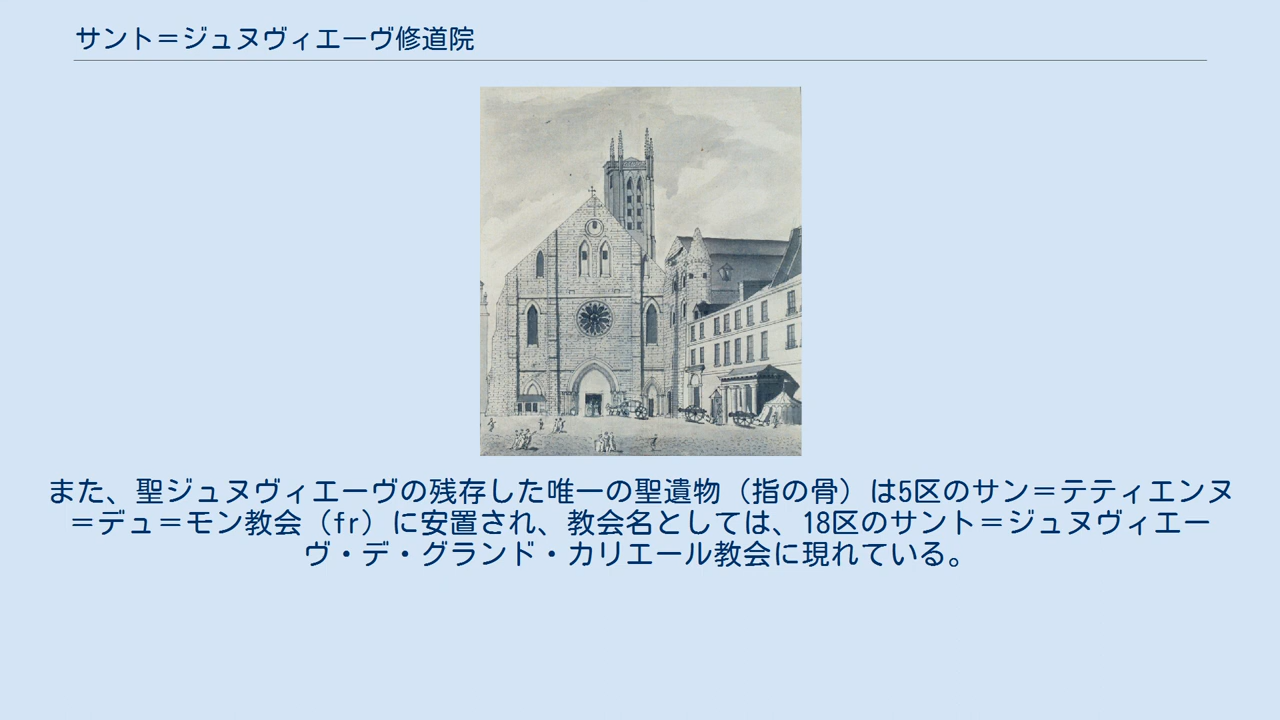 サント＝ジュヌヴィエーヴ修道院
また、聖ジュヌヴィエーヴの残存した唯一の聖遺物（指の骨）は5区のサン＝テティエンヌ
＝デュ＝モン教会（fr）に安置され、教会名としては、18区のサント＝ジュヌヴィエー
ヴ・デ・グランド・カリエール教会に現れている。